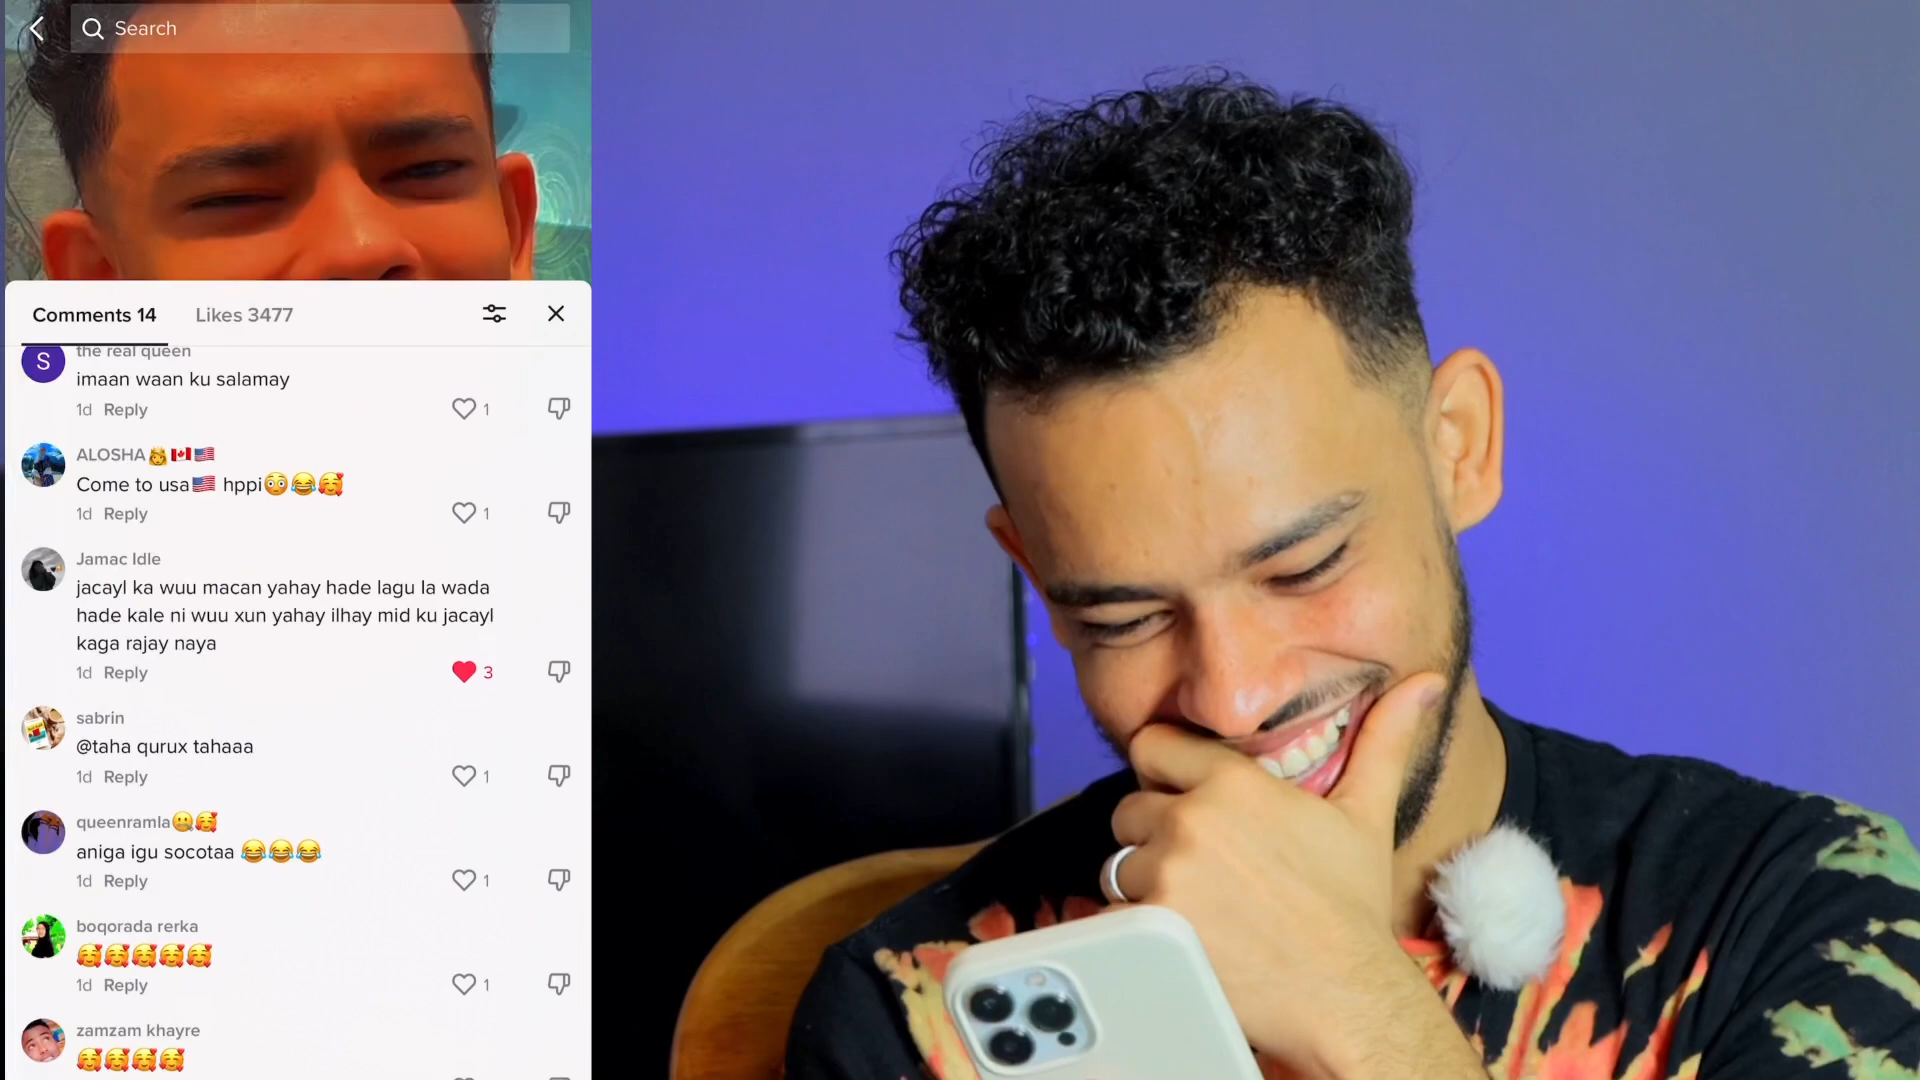 Search
Comments 14 Likes 3477
S the real queen
imaan waan ku salamay
1d Reply 1
ALOSHA👸🇨🇦🇺🇸
Come to usa🇺🇸 hppi😳😂🥰
1d Reply 1
Jamac Idle
jacayl ka wuu macan yahay hade lagu la wada
hade kale ni wuu xun yahay ilhay mid ku jacayl
kaga rajay naya
1d Reply 3
sabrin
@taha qurux tahaaa
1d Reply 1
queenramla🤐🥰
aniga igu socotaa 😂😂😂
1d Reply 1
boqorada rerka
🥰🥰🥰🥰🥰
1d Reply 1
zamzam khayre
🥰🥰🥰🥰